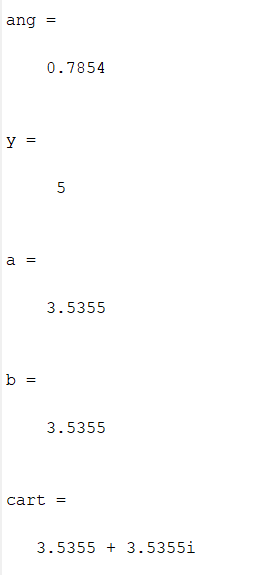 ang =
0.7854
y =
5
a =
3.5355
b =
3.5355
cart =
3.5355 + 3.5355i